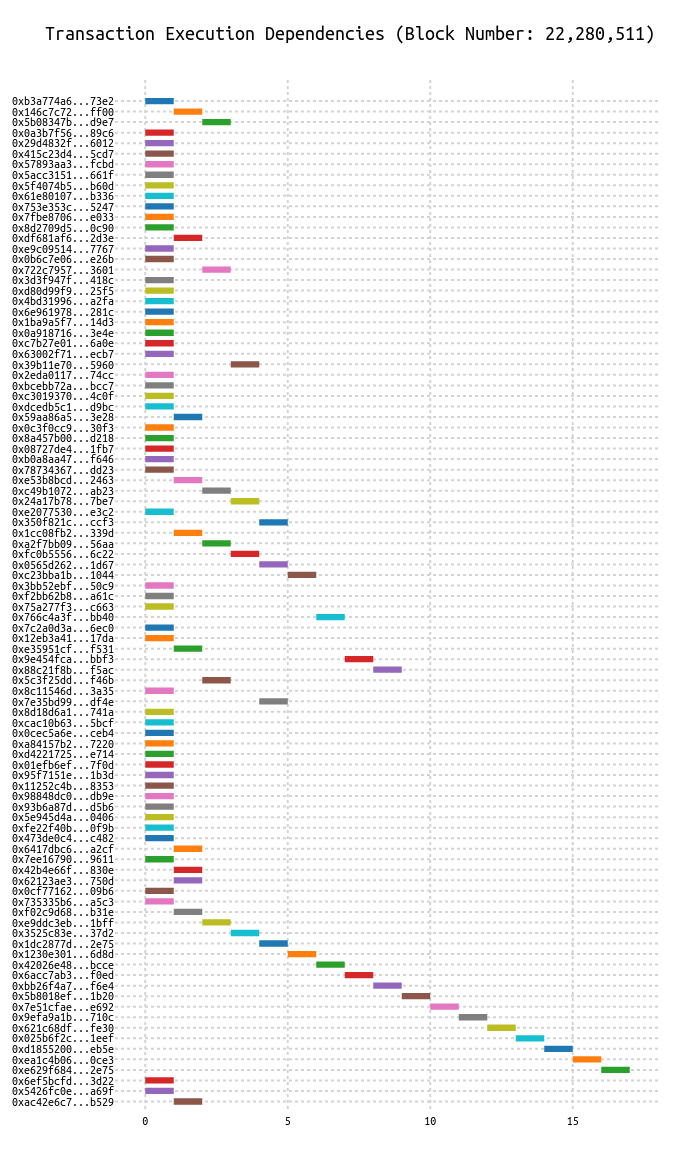 Transaction Execution Dependencies (Block Number: 22,280,511)
0xb3a774a6...73e2
0x146c7c72...ff00
0x5b08347b...d9e7
0x0a3b7f56...89c6
0x29d4832f...6012
0x415c23d4...5cd7
0x57893aa3...fcbd
0x5acc3151...661f
0x5f4074b5...b60d
0x61e80107...b336
0x753e353c...5247
0x7fbe8706...e033
0x8d2709d5...0c90
0xdf681af6...2d3e
0xe9c09514...7767
0x0b6c7e06...e26b
0x722c7957...3601
0x3d3f947f...418c
0xd80d99f9...25f5
0x4bd31996...a2fa
0x6e961978...281c
0x1ba9a5f7...14d3
0x0a918716...3e4e
0xc7b27e01...6a0e
0x63002f71...ecb7
0x39b11e70...5960
0x2eda0117...74cc
0xbcebb72a...bcc7
0xc3019370...4c0f
0xdcedb5c1...d9bc
0x59aa86a5...3e28
0x0c3f0cc9...30f3
0x8a457b00...d218
0x08727de4...1fb7
0xb0a8aa47...f646
0x78734367...dd23
0xe53b8bcd...2463
0xc49b1072...ab23
0x24a17b78...7be7
0xe2077530...e3c2
0x350f821c...ccf3
0x1cc08fb2...339d
0xa2f7bb09...56aa
0xfc0b5556...6c22
0x0565d262...1d67
0xc23bba1b...1044
0x3bb52ebf...50c9
0xf2bb62b8...a61c
0x75a277f3...c663
0x766c4a3f...bb40
0x7c2a0d3a...6ec0
0x12eb3a41...17da
0xe35951cf...f531
0x9e454fca...bbf3
0x88c21f8b...f5ac
0x5c3f25dd...f46b
0x8c11546d...3a35
0x7e35bd99...df4e
0x8d18d6a1...741a
0xcac10b63...5bcf
0x0cec5a6e...ceb4
0xa84157b2...7220
0xd4221725...e714
0x01efb6ef...7f0d
0x95f7151e...1b3d
0x11252c4b...8353
0x98848dc0...db9e
0x93b6a87d...d5b6
0x5e945d4a...0406
0xfe22f40b...0f9b
0x473de0c4...c482
0x6417dbc6...a2cf
0x7ee16790...9611
0x42b4e66f...830e
0x62123ae3...750d
0x0cf77162...09b6
0x735335b6...a5c3
0xf02c9d68...b31e
0xe9ddc3eb...1bff
0x3525c83e...37d2
0x1dc2877d...2e75
0x1230e301...6d8d
0x42026e48...bcce
0x6acc7ab3...f0ed
0xbb26f4a7...f6e4
0x5b8018ef...1b20
0x7e51cfae...e692
0x9efa9a1b...710c
0x621c68df...fe30
0x025b6f2c...1eef
0xd1855200...eb5e
0xea1c4b06...0ce3
0xe629f684...2e75
0x6ef5bcfd...3d22
0x5426fc0e...a69f
0xac42e6c7...b529
0 5 10 15